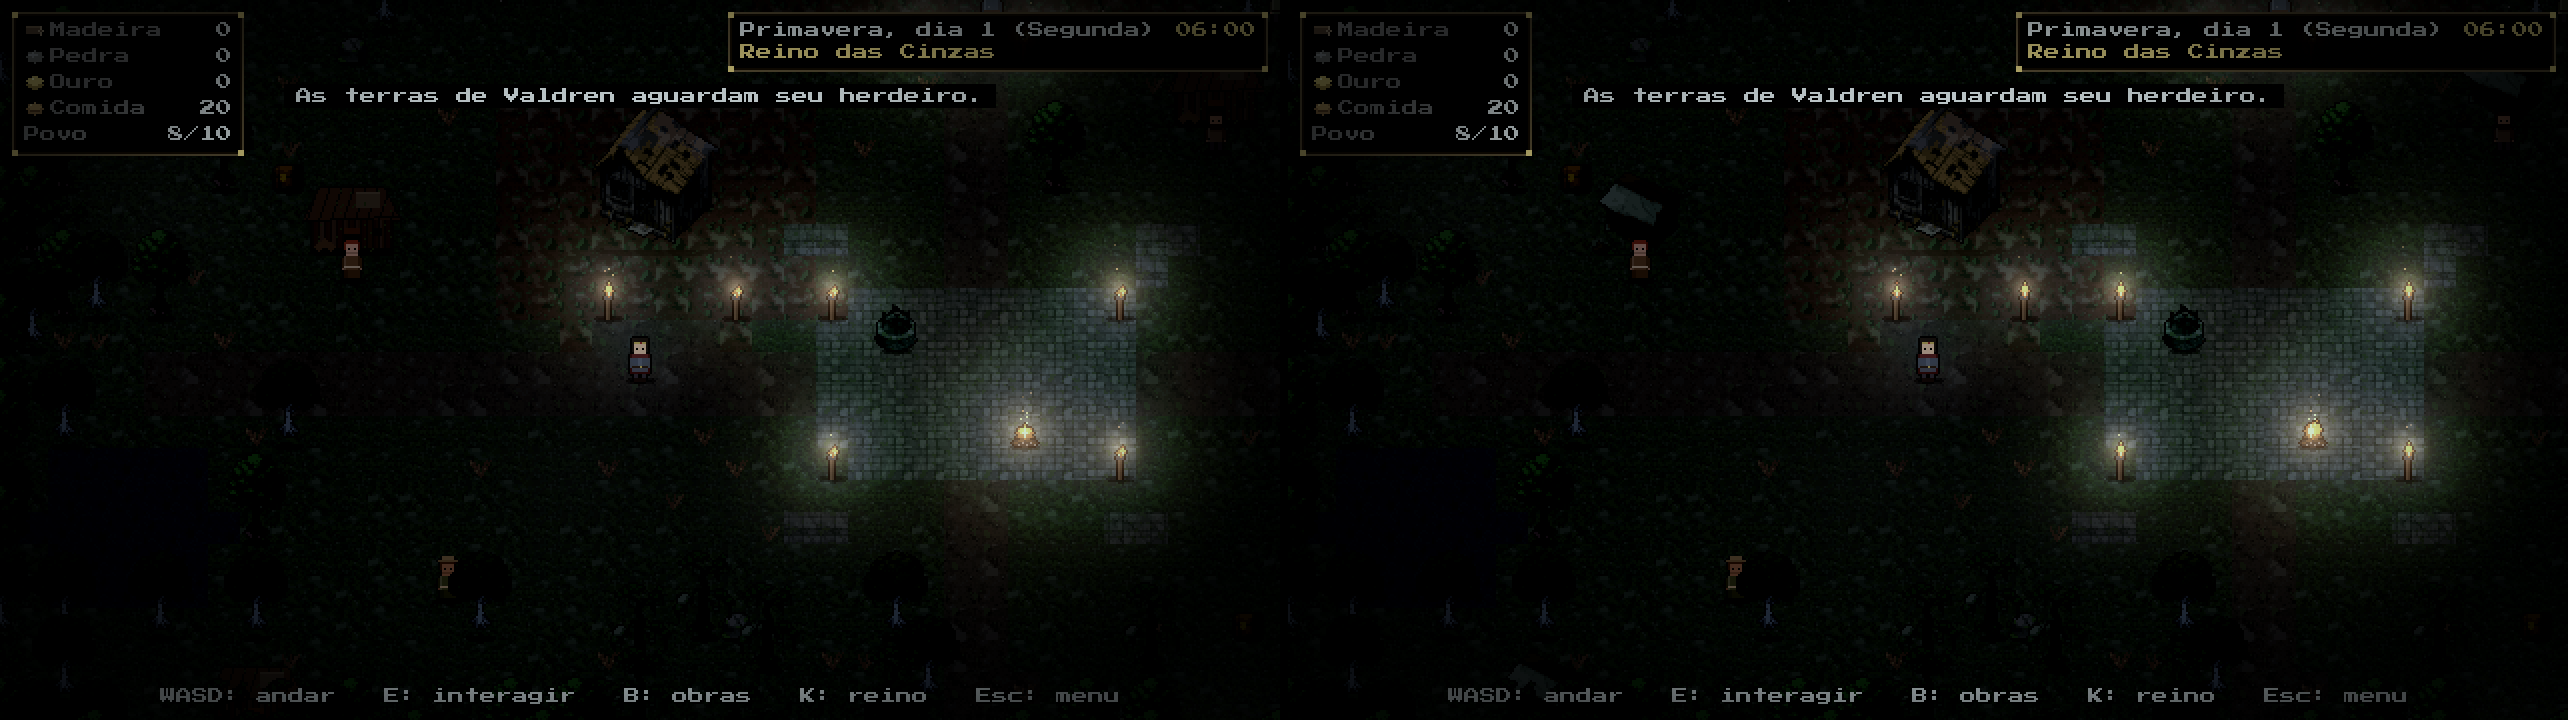 Madeira 0
Pedra 0
Ouro 0
Comida 20
Povo 8/10
Primavera, dia 1 (Segunda) 06:00
Reino das Cinzas
As terras de Valdren aguardam seu herdeiro.
WASD: andar E: interagir B: obras K: reino Esc: menu
Madeira 0
Pedra 0
Ouro 0
Comida 20
Povo 8/10
Primavera, dia 1 (Segunda) 06:00
Reino das Cinzas
As terras de Valdren aguardam seu herdeiro.
WASD: andar E: interagir B: obras K: reino Esc: menu